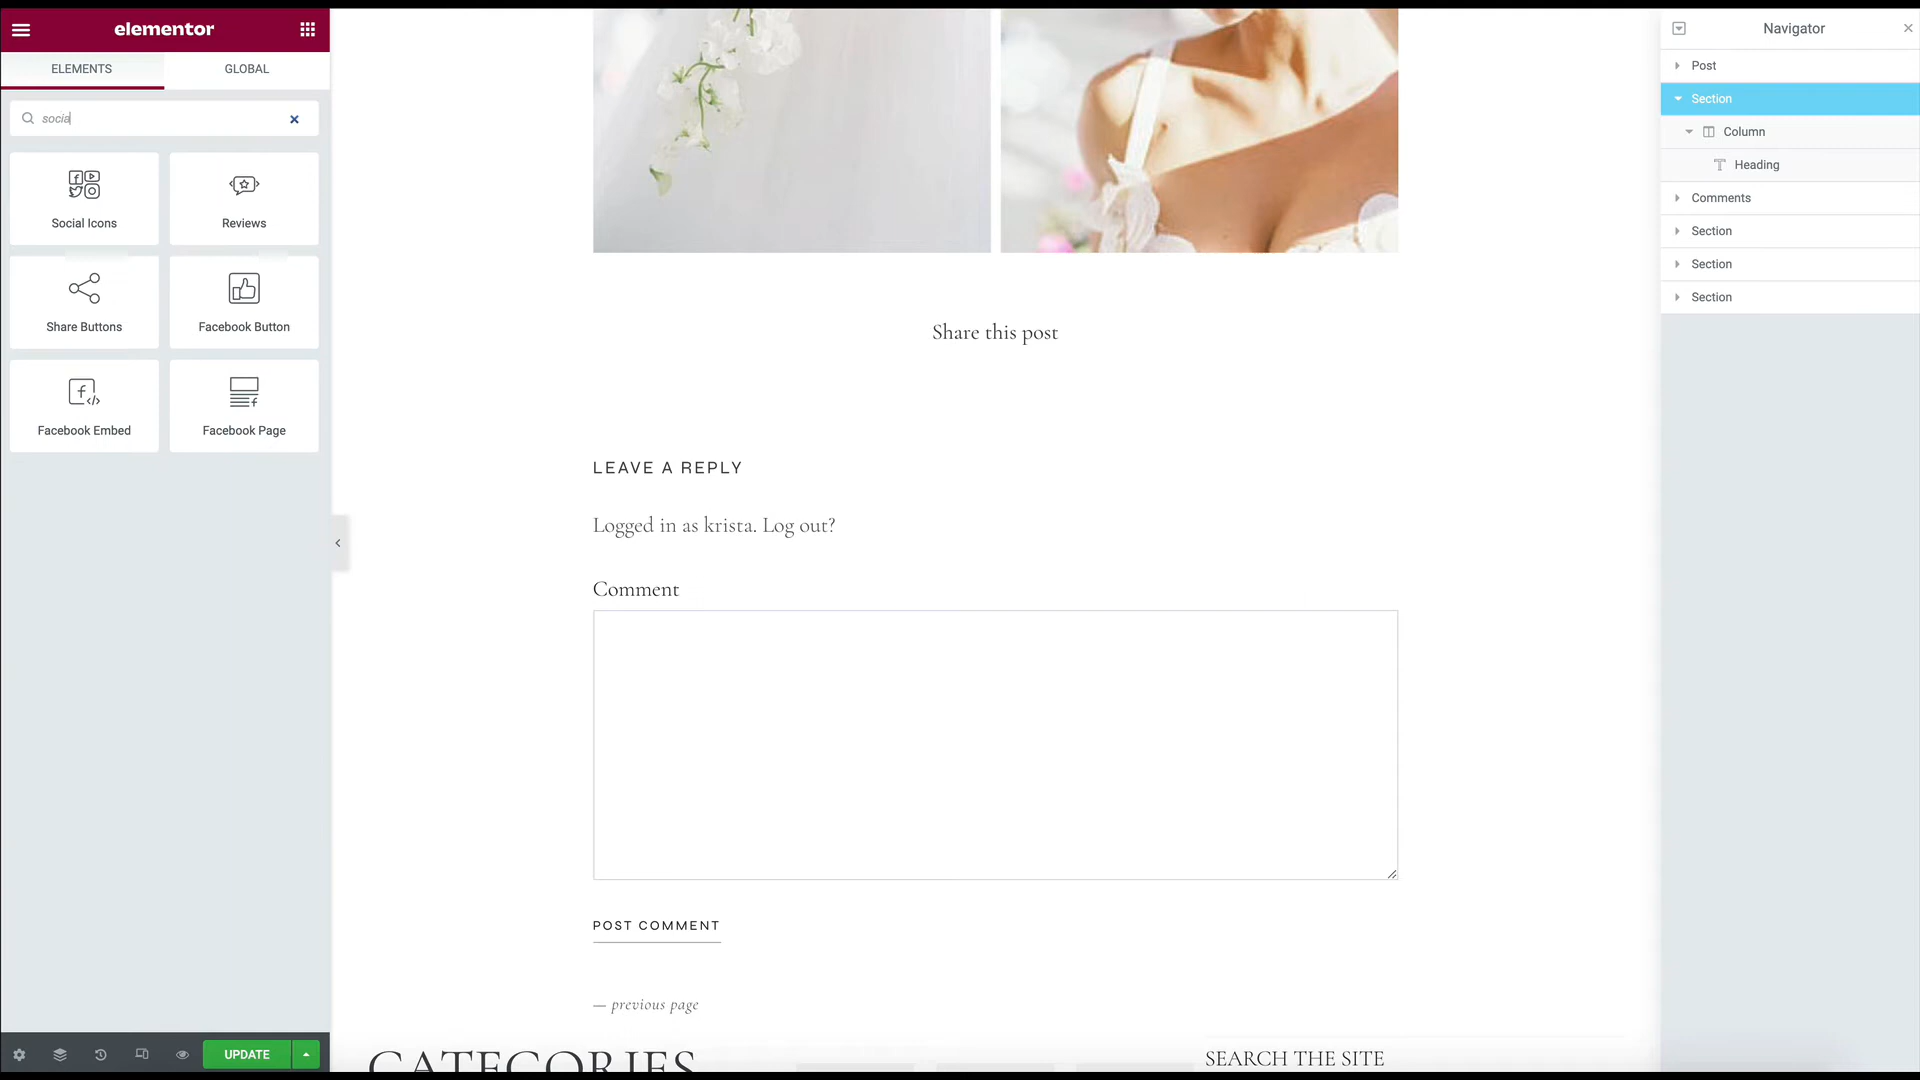 elementor
ELEMENTS
GLOBAL
socia
Social Icons
Reviews
Share Buttons
Facebook Button
Facebook Embed
Facebook Page
UPDATE
Share this post
LEAVE A REPLY
Logged in as krista. Log out?
Comment
POST COMMENT
— previous page
CATEGORIES
SEARCH THE SITE
Navigator
Post
Section
Column
Heading
Comments
Section
Section
Section